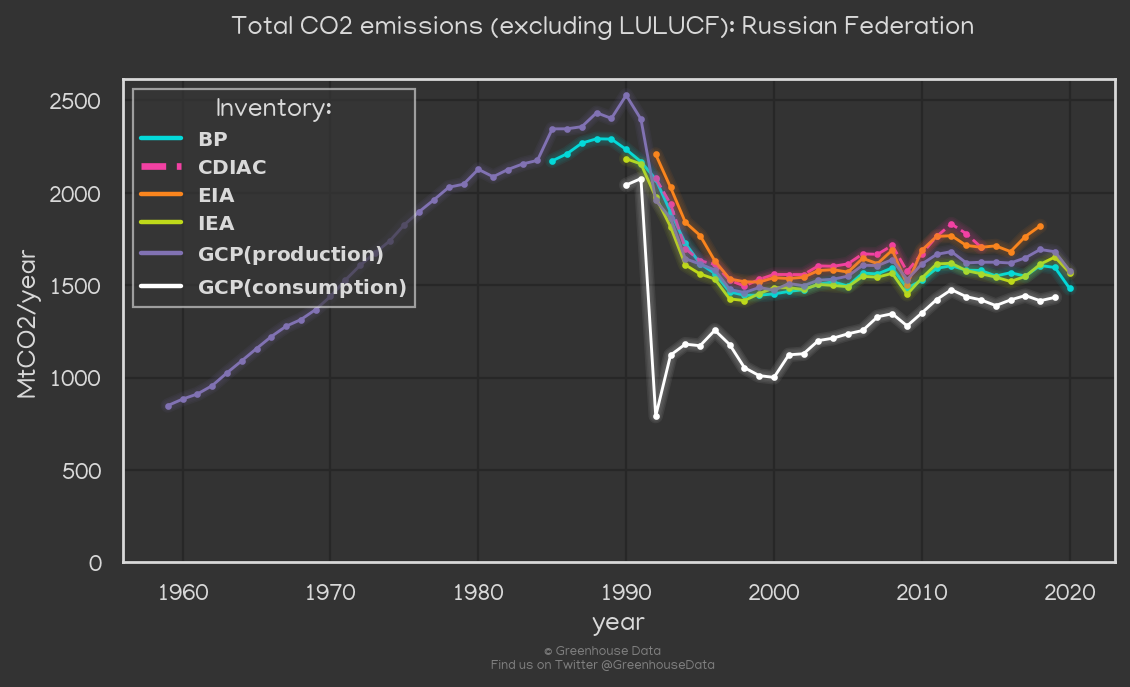 Total CO2 emissions (excluding LULUCF): Russian Federation
MtCO2/year
2500
2000
1500
1000
500
0
Inventory:
BP
CDIAC
EIA
IEA
GCP(production)
GCP(consumption)
1960 1970 1980 1990 2000 2010 2020
year
© Greenhouse Data
Find us on Twitter @GreenhouseData